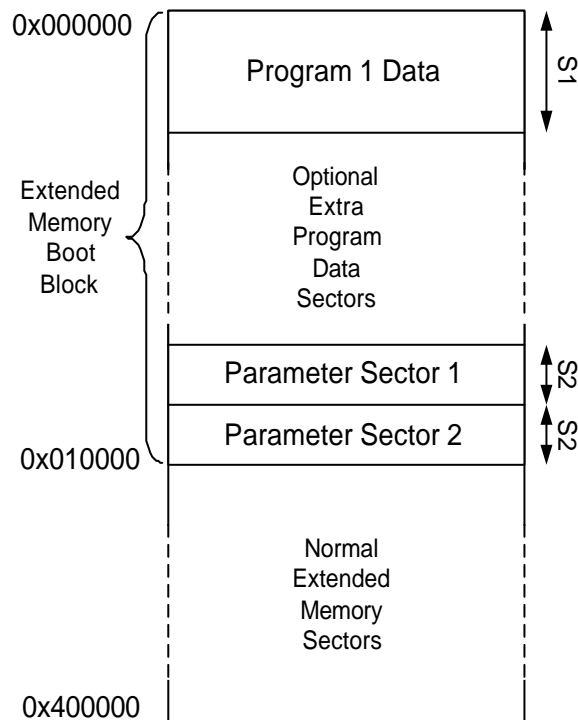 0x000000
Program 1 Data
S1
Extended
Memory
Boot
Block
Optional
Extra
Program
Data
Sectors
Parameter Sector 1
S2
Parameter Sector 2
S2
0x010000
Normal
Extended
Memory
Sectors
0x400000